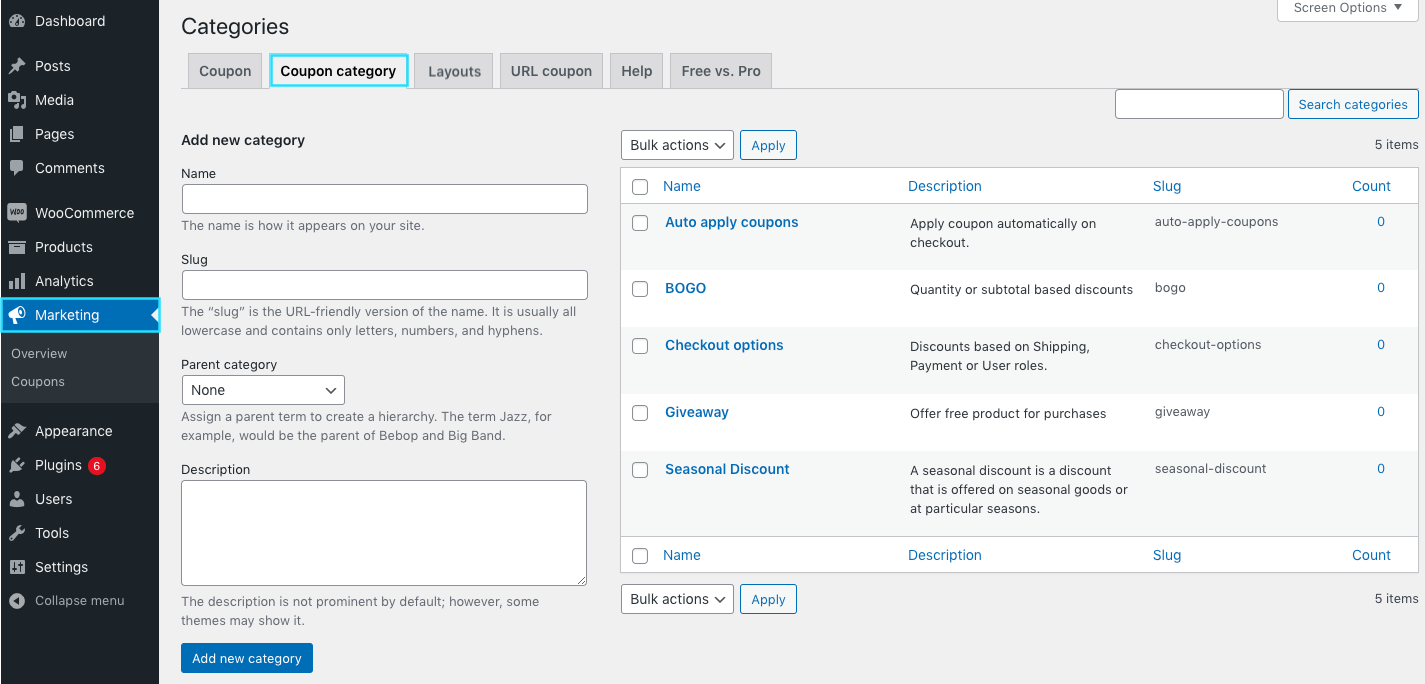 Dashboard
Posts
Media
Pages
Comments
WOO WooCommerce
Products
Analytics
Marketing
Overview
Coupons
Appearance
Plugins 6
Users
Tools
Settings
Collapse menu
Screen Options
Categories
Coupon Coupon category Layouts URL coupon Help Free vs. Pro
Search categories
Add new category
Name
The name is how it appears on your site.
Slug
The “slug” is the URL-friendly version of the name. It is usually all
lowercase and contains only letters, numbers, and hyphens.
Parent category
None
Assign a parent term to create a hierarchy. The term Jazz, for
example, would be the parent of Bebop and Big Band.
Description
The description is not prominent by default; however, some
themes may show it.
Add new category
Bulk actions Apply 5 items
Name Description Slug Count
Auto apply coupons Apply coupon automatically on auto-apply-coupons 0
checkout.
BOGO Quantity or subtotal based discounts bogo 0
Checkout options Discounts based on Shipping, checkout-options 0
Payment or User roles.
Giveaway Offer free product for purchases giveaway 0
Seasonal Discount A seasonal discount is a discount seasonal-discount 0
that is offered on seasonal goods or
at particular seasons.
Name Description Slug Count
Bulk actions Apply 5 items